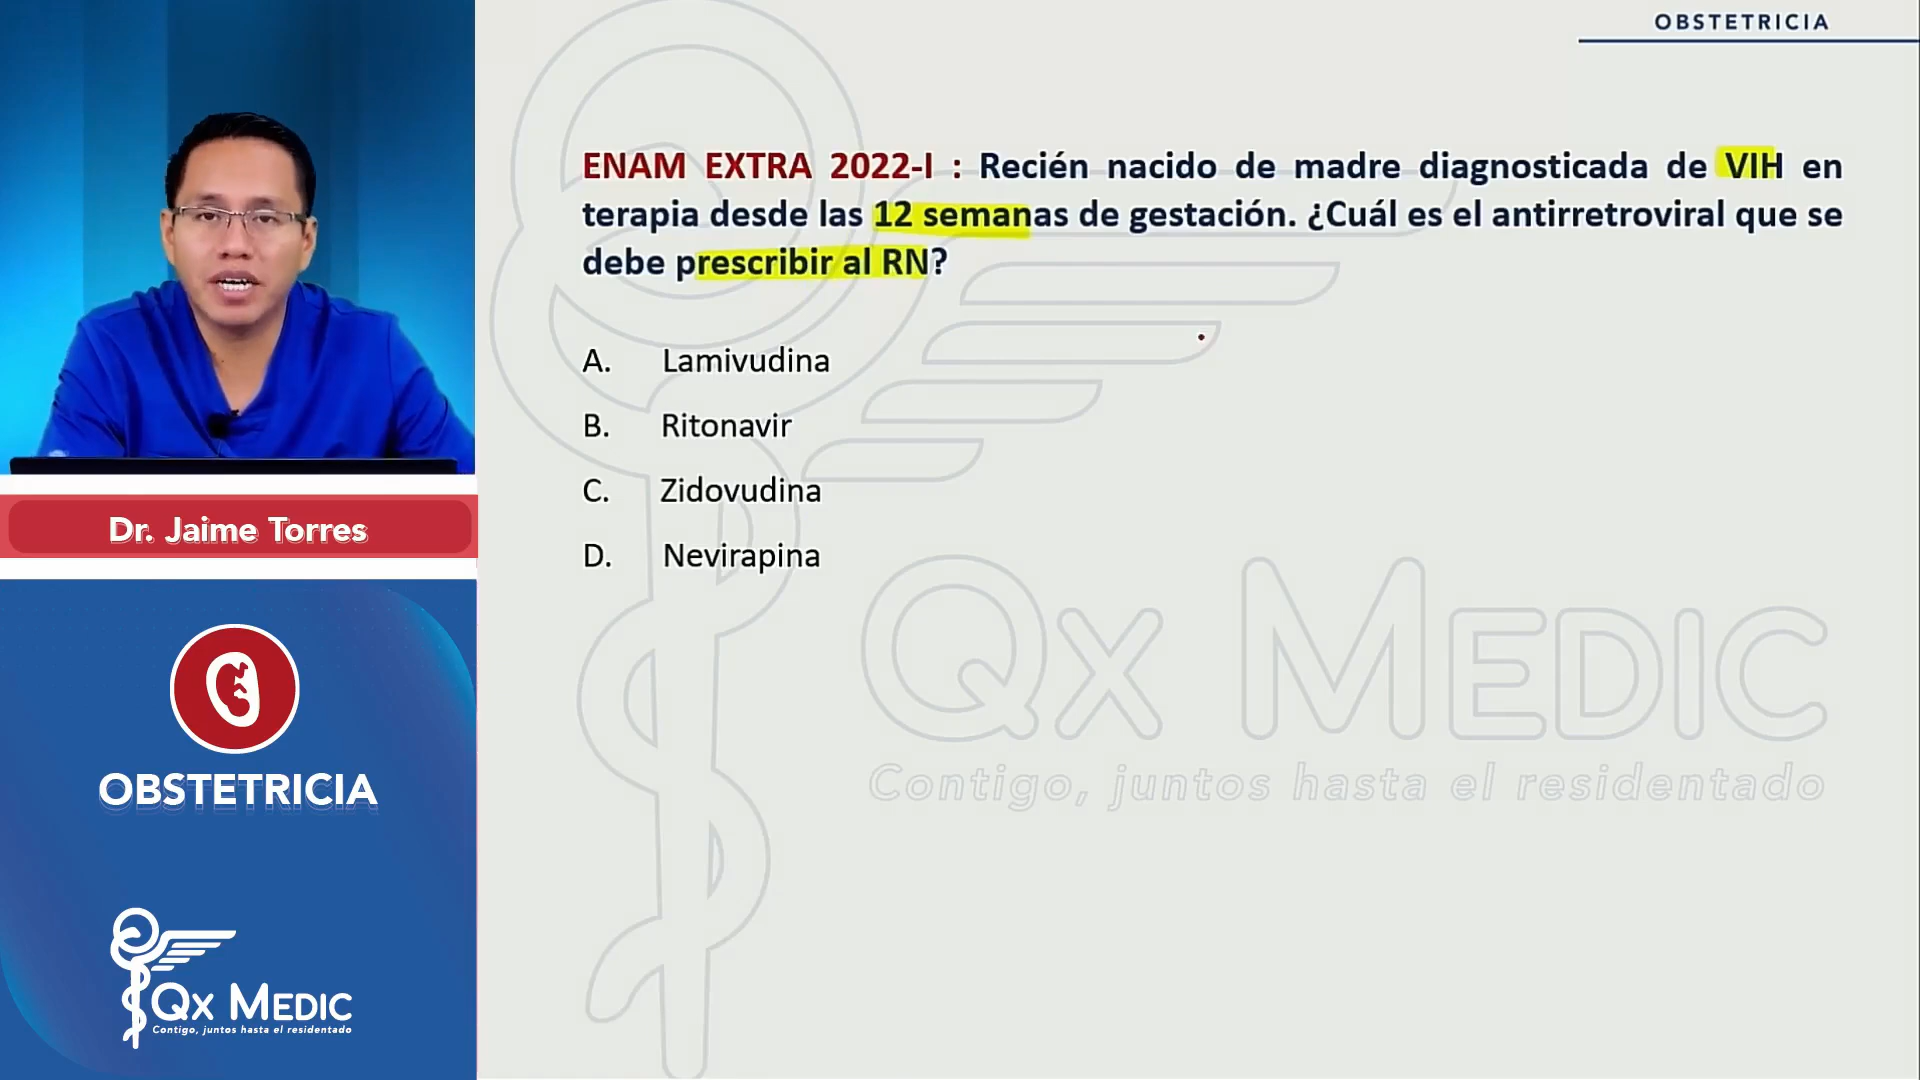 OBSTETRICIA
ENAM EXTRA 2022-I : Recién nacido de madre diagnosticada de VIH en
terapia desde las 12 semanas de gestación. ¿Cuál es el antirretroviral que se
debe prescribir al RN?
A. Lamivudina
B. Ritonavir
C. Zidovudina
D. Nevirapina
QX MEDIC
Contigo, juntos hasta el residentado
Dr. Jaime Torres
OBSTETRICIA
QX MEDIC
Contigo, juntos hasta el residentado